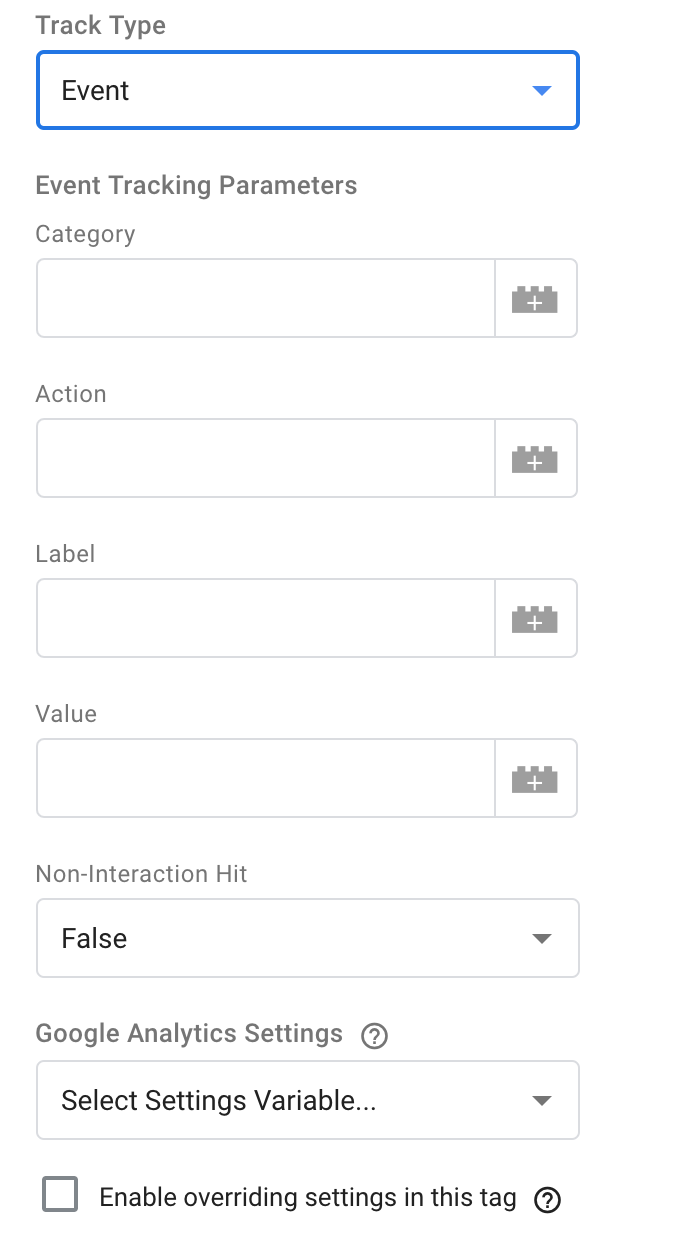 Track Type
Event
Event Tracking Parameters
Category
Action
Label
Value
Non-Interaction Hit
False
Google Analytics Settings
Select Settings Variable...
Enable overriding settings in this tag